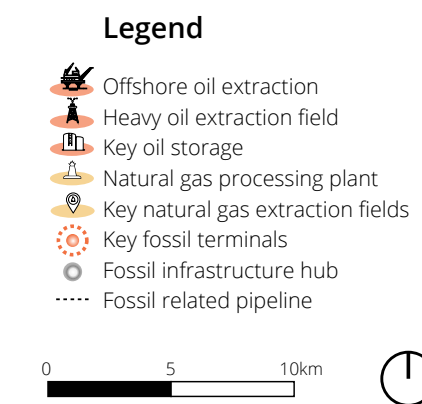 Legend
Offshore oil extraction
Heavy oil extraction field
Key oil storage
Natural gas processing plant
Key natural gas extraction fields
Key fossil terminals
Fossil infrastructure hub
Fossil related pipeline
0 5 10km